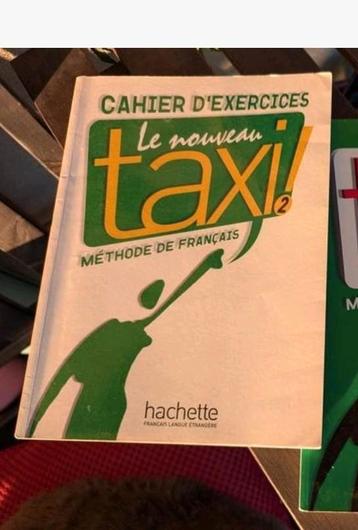 CAHIER D'EXERCICES
Le nouveau
taxi!
2
MÉTHODE DE FRANÇAIS
hachette
FRANÇAIS LANGUE ÉTRANGÈRE